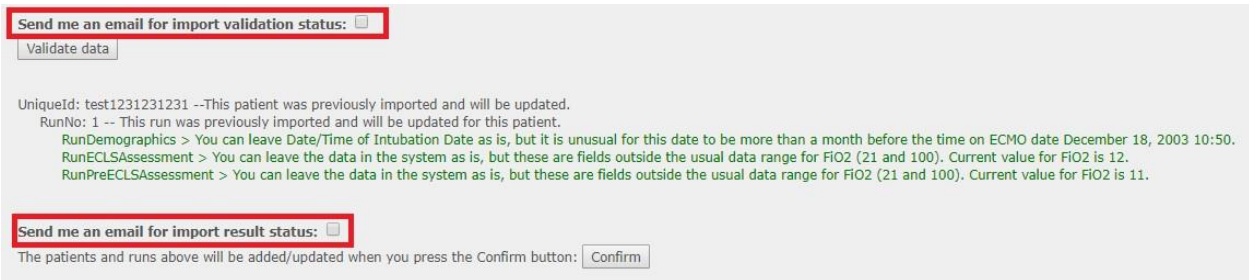 Send me an email for import validation status:
Validate data
UniqueId: test1231231231 --This patient was previously imported and will be updated.
RunNo: 1 -- This run was previously imported and will be updated for this patient.
RunDemographics > You can leave Date/Time of Intubation Date as is, but it is unusual for this date to be more than a month before the time on ECMO date December 18, 2003 10:50.
RunECLSAssessment > You can leave the data in the system as is, but these are fields outside the usual data range for FiO2 (21 and 100). Current value for FiO2 is 12.
RunPreECLSAssessment > You can leave the data in the system as is, but these are fields outside the usual data range for FiO2 (21 and 100). Current value for FiO2 is 11.
Send me an email for import result status:
The patients and runs above will be added/updated when you press the Confirm button: Confirm